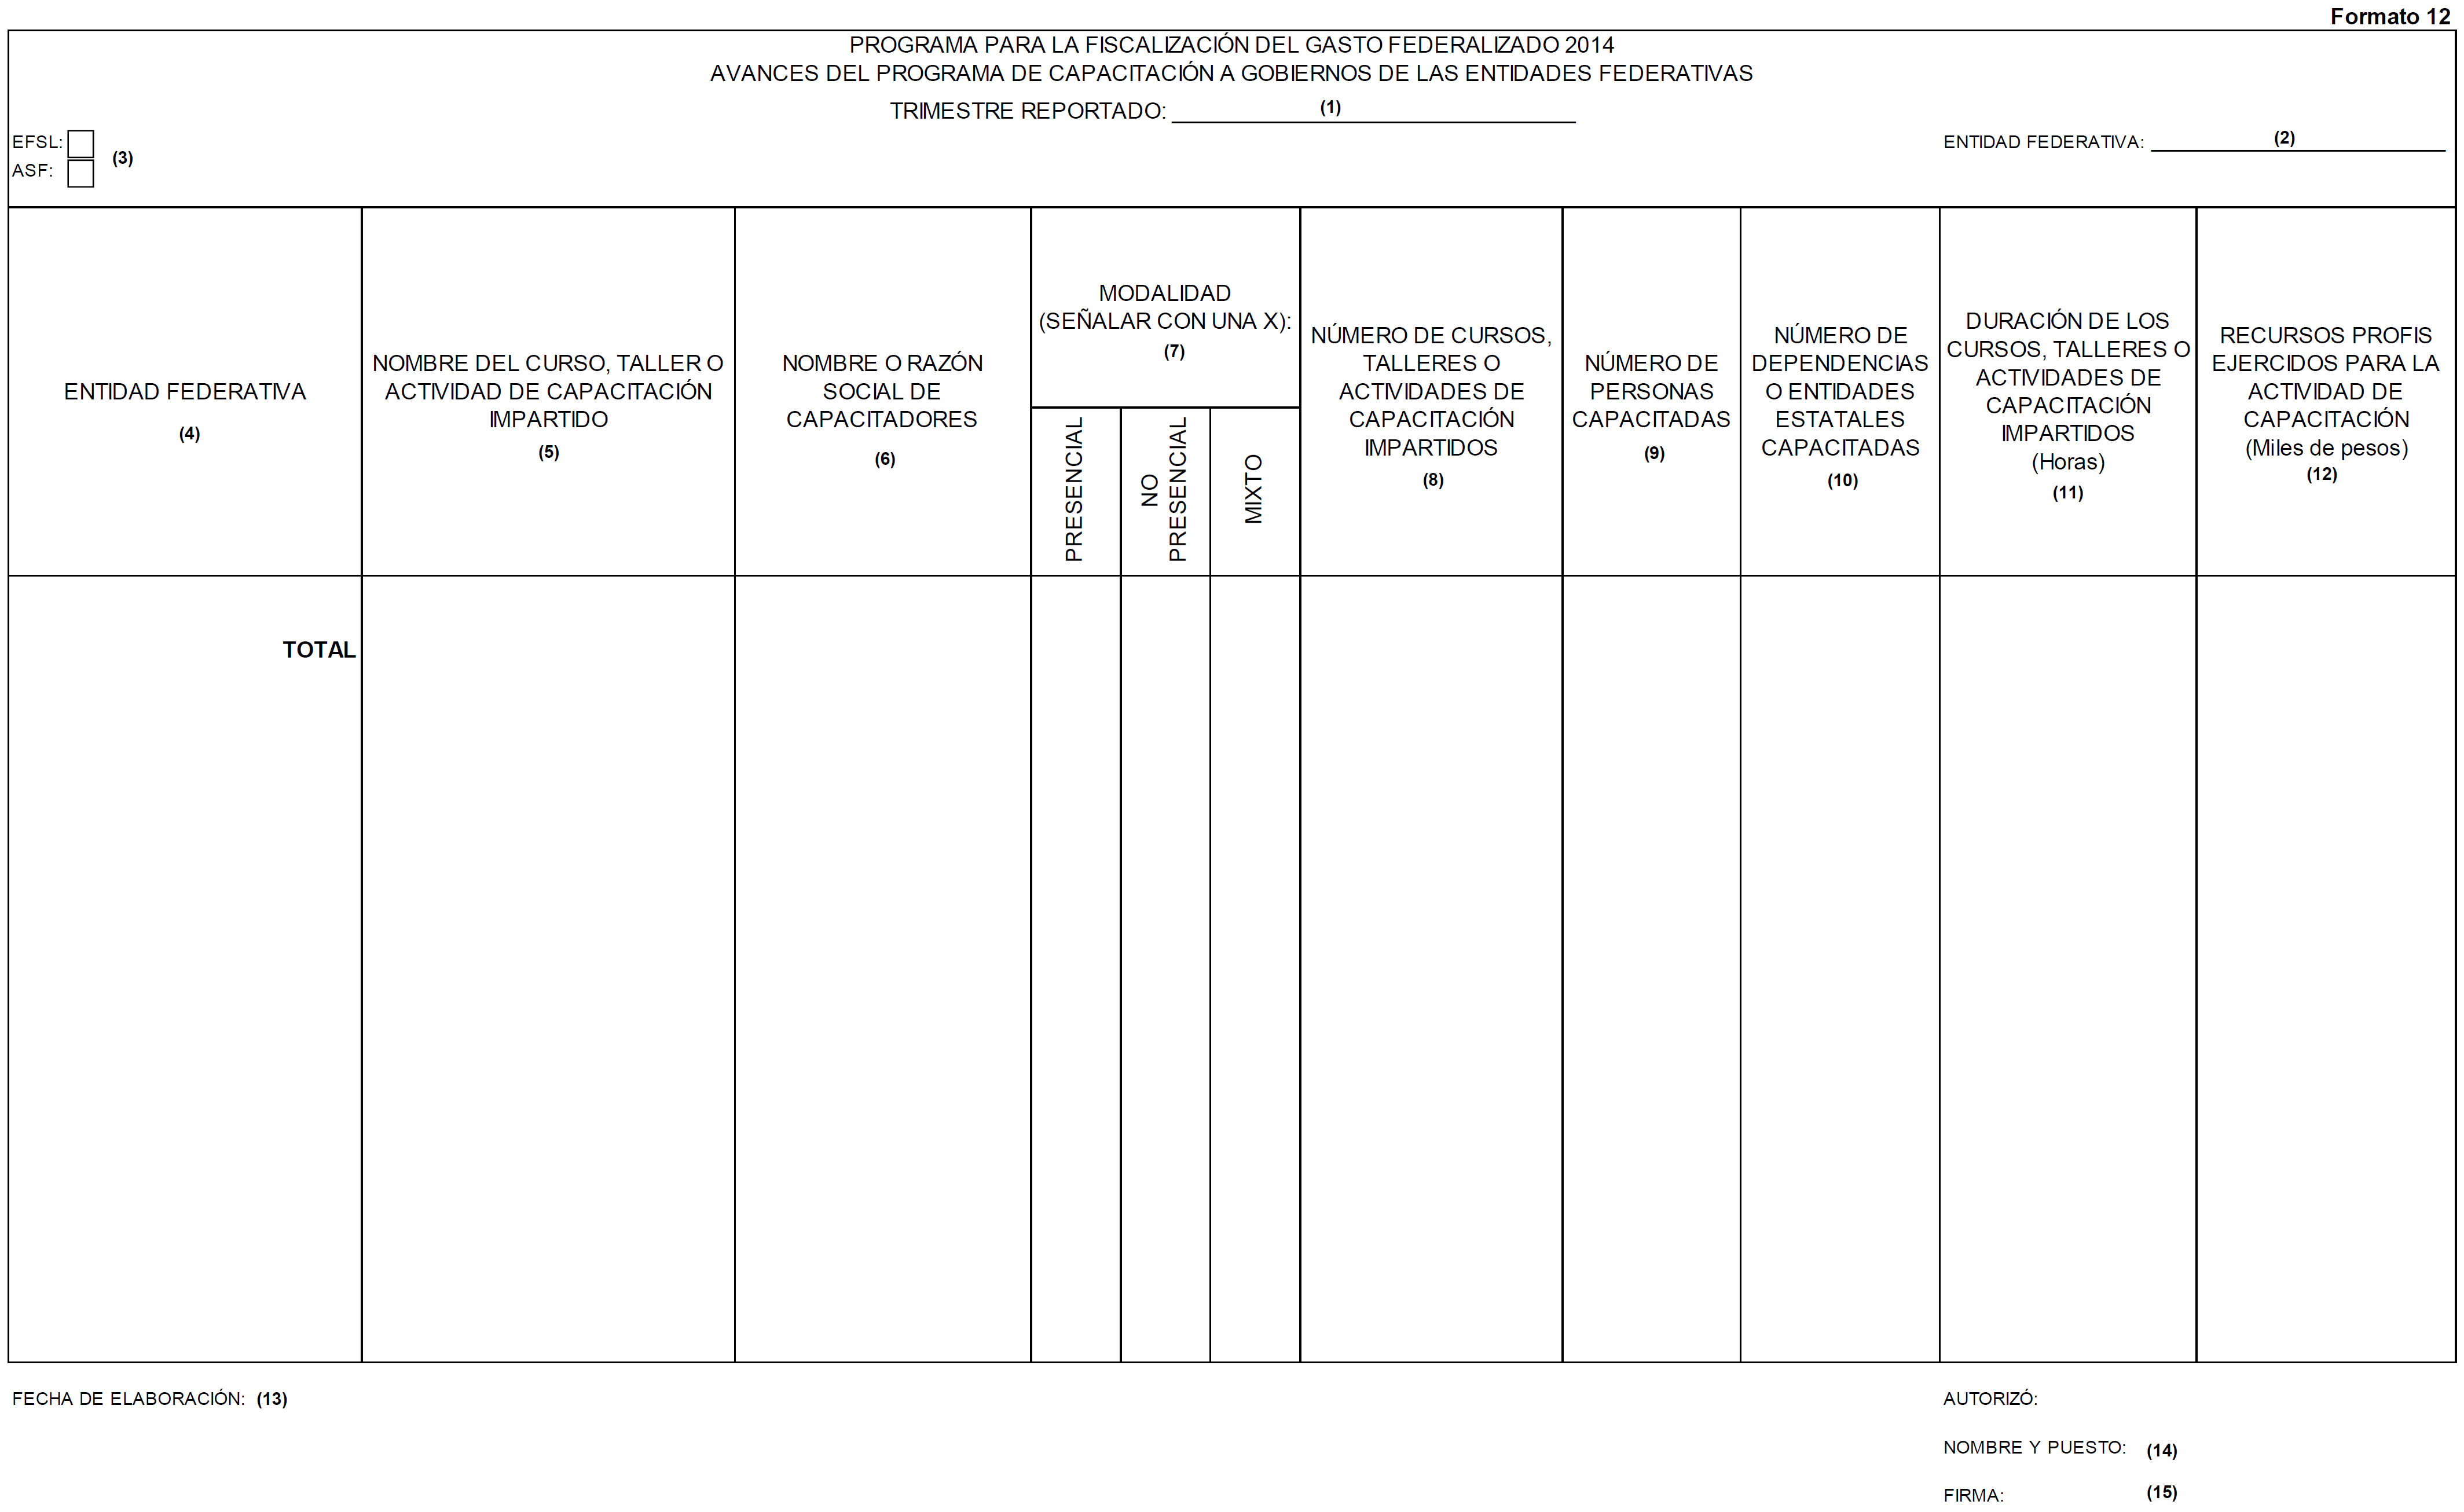 Formato 12
PROGRAMA PARA LA FISCALIZACIÓN DEL GASTO FEDERALIZADO 2014
AVANCES DEL PROGRAMA DE CAPACITACIÓN A GOBIERNOS DE LAS ENTIDADES FEDERATIVAS
TRIMESTRE REPORTADO: (1)
EFSL:
ASF:
(3)
ENTIDAD FEDERATIVA: (2)
ENTIDAD FEDERATIVA
(4)
NOMBRE DEL CURSO, TALLER O
ACTIVIDAD DE CAPACITACIÓN
IMPARTIDO
(5)
NOMBRE O RAZÓN
SOCIAL DE
CAPACITADORES
(6)
MODALIDAD
(SEÑALAR CON UNA X):
(7)
PRESENCIAL
NO
PRESENCIAL
MIXTO
NÚMERO DE CURSOS,
TALLERES O
ACTIVIDADES DE
CAPACITACIÓN
IMPARTIDOS
(8)
NÚMERO DE
PERSONAS
CAPACITADAS
(9)
NÚMERO DE
DEPENDENCIAS
O ENTIDADES
ESTATALES
CAPACITADAS
(10)
DURACIÓN DE LOS
CURSOS, TALLERES O
ACTIVIDADES DE
CAPACITACIÓN
IMPARTIDOS
(Horas)
(11)
RECURSOS PROFIS
EJERCIDOS PARA LA
ACTIVIDAD DE
CAPACITACIÓN
(Miles de pesos)
(12)
TOTAL
FECHA DE ELABORACIÓN: (13)
AUTORIZÓ:
NOMBRE Y PUESTO: (14)
FIRMA: (15)